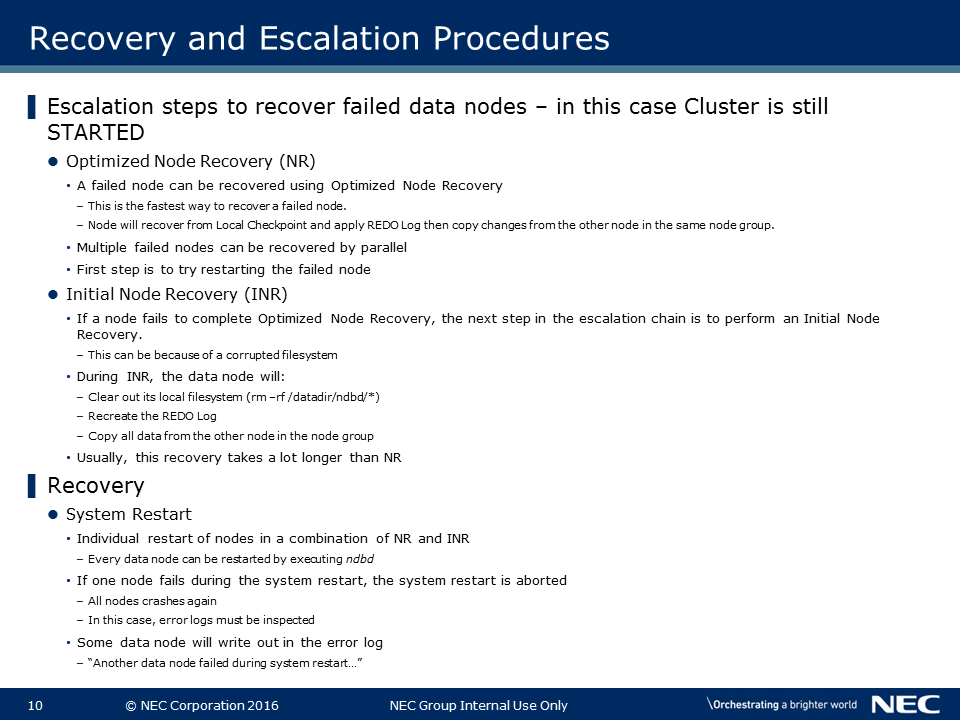 Recovery and Escalation Procedures
Escalation steps to recover failed data nodes – in this case Cluster is still
STARTED
● Optimized Node Recovery (NR)
• A failed node can be recovered using Optimized Node Recovery
– This is the fastest way to recover a failed node.
– Node will recover from Local Checkpoint and apply REDO Log then copy changes from the other node in the same node group.
• Multiple failed nodes can be recovered by parallel
• First step is to try restarting the failed node
● Initial Node Recovery (INR)
• If a node fails to complete Optimized Node Recovery, the next step in the escalation chain is to perform an Initial Node
Recovery.
– This can be because of a corrupted filesystem
• During INR, the data node will:
– Clear out its local filesystem (rm –rf /datadir/ndbd/*)
– Recreate the REDO Log
– Copy all data from the other node in the node group
• Usually, this recovery takes a lot longer than NR
Recovery
● System Restart
• Individual restart of nodes in a combination of NR and INR
– Every data node can be restarted by executing ndbd
• If one node fails during the system restart, the system restart is aborted
– All nodes crashes again
– In this case, error logs must be inspected
• Some data node will write out in the error log
– “Another data node failed during system restart…”
10 © NEC Corporation 2016 NEC Group Internal Use Only \Orchestrating a brighter world NEC